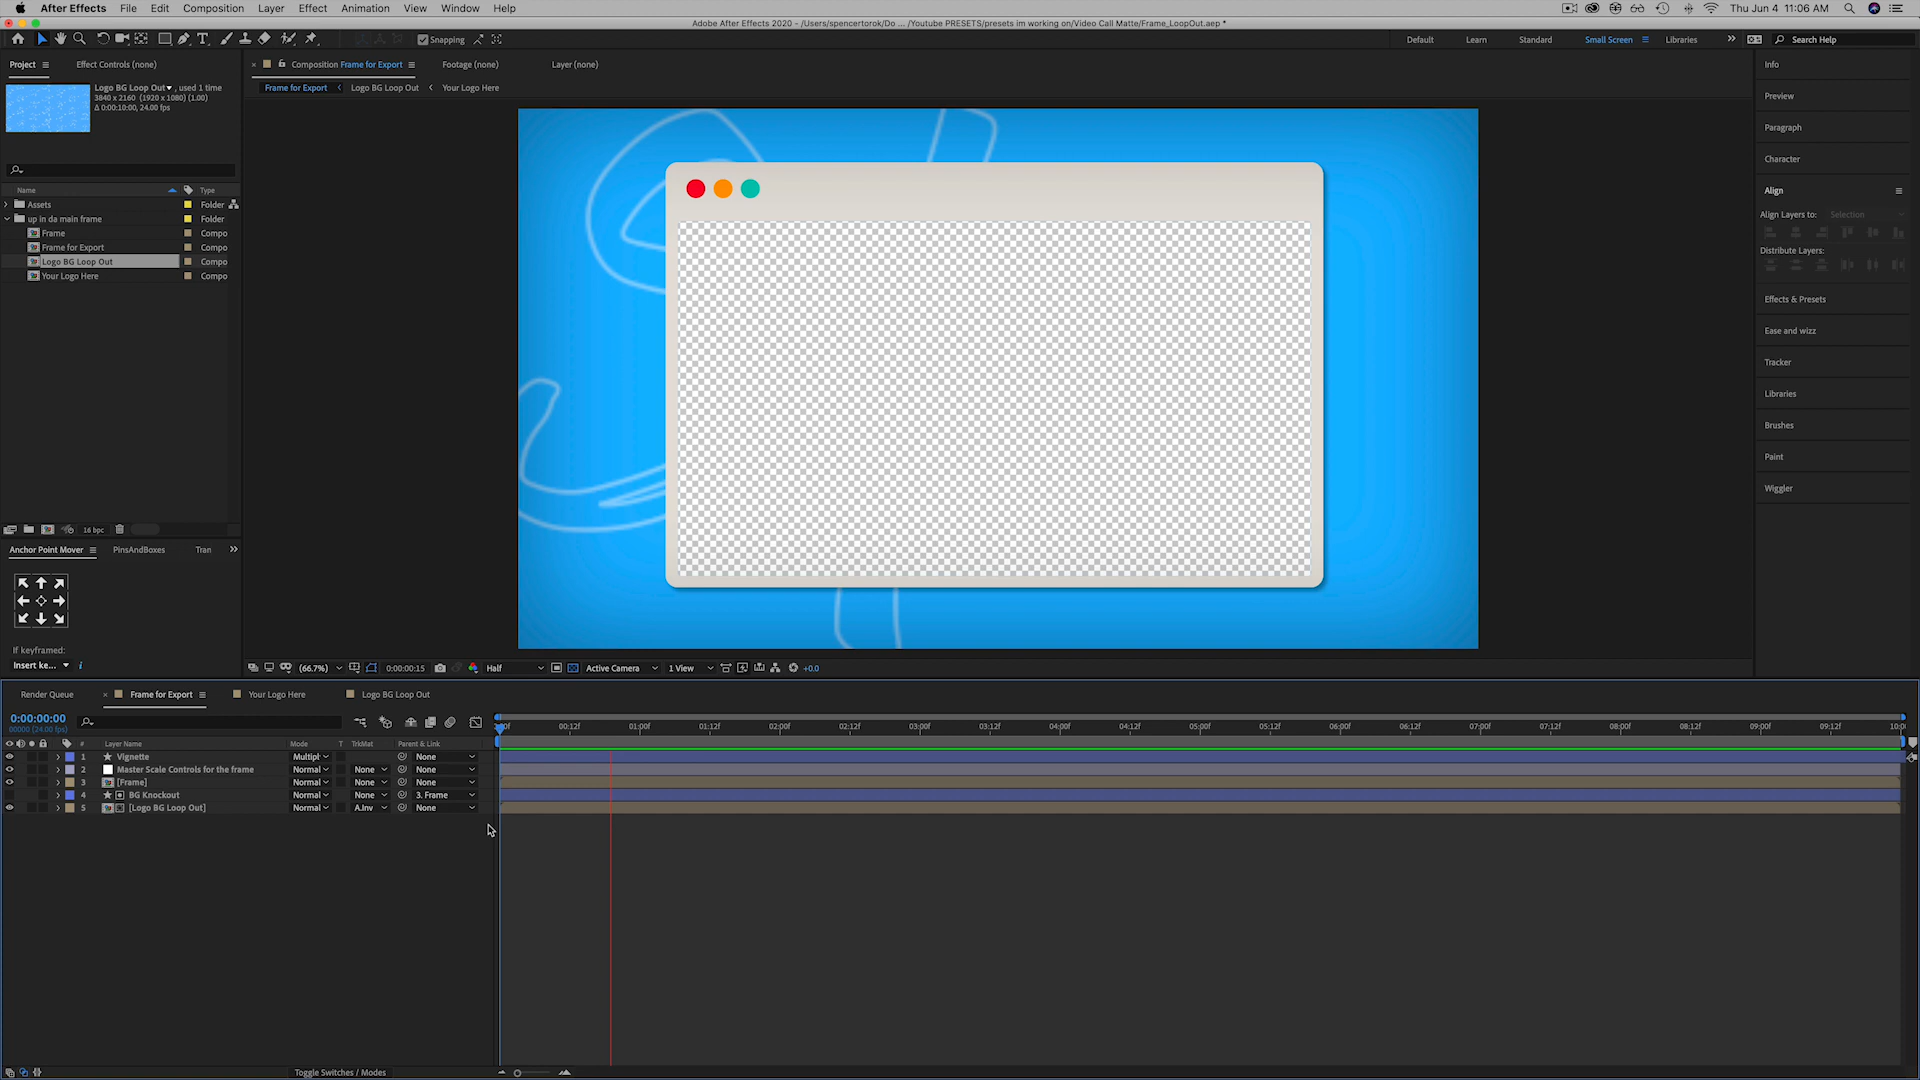 After Effects File Edit Composition Layer Effect Animation View Window Help Thu Jun 4 11:06 AM
Adobe After Effects 2020 - /Users/spencertorok/Do ... /Youtube PRESETS/presets im working on/Video Call Matte/Frame_LoopOut.aep *
Snapping Default Learn Standard Small Screen Libraries Search Help
Project Effect Controls (none) Composition Frame for Export Footage (none) Layer (none)
Frame for Export Logo BG Loop Out Your Logo Here
Logo BG Loop Out , used 1 time
3840 x 2160 (1920 x 1080) (1.00)
Δ 0:00:10:00, 24.00 fps
Name Type
Assets Folder
up in da main frame Folder
Frame Compo
Frame for Export Compo
Logo BG Loop Out Compo
Your Logo Here Compo
16 bpc
Anchor Point Mover PinsAndBoxes Tran
If keyframed:
Insert ke...
Info
Preview
Paragraph
Character
Align
Align Layers to: Selection
Distribute Layers:
Effects & Presets
Ease and wizz
Tracker
Libraries
Brushes
Paint
Wiggler
(66.7%) 0:00:00:15 Half Active Camera 1 View +0.0
Render Queue Frame for Export Your Logo Here Logo BG Loop Out
0:00:00:00
00000 (24.00 fps)
00:12f 01:00f 01:12f 02:00f 02:12f 03:00f 03:12f 04:00f 04:12f 05:00f 05:12f 06:00f 06:12f 07:00f 07:12f 08:00f 08:12f 09:00f 09:12f 10:0
# Layer Name Mode T TrkMat Parent & Link
1 Vignette Multipl None
2 Master Scale Controls for the frame Normal None None
3 [Frame] Normal None None
4 BG Knockout Normal None 3. Frame
5 [Logo BG Loop Out] Normal A.Inv None
Toggle Switches / Modes